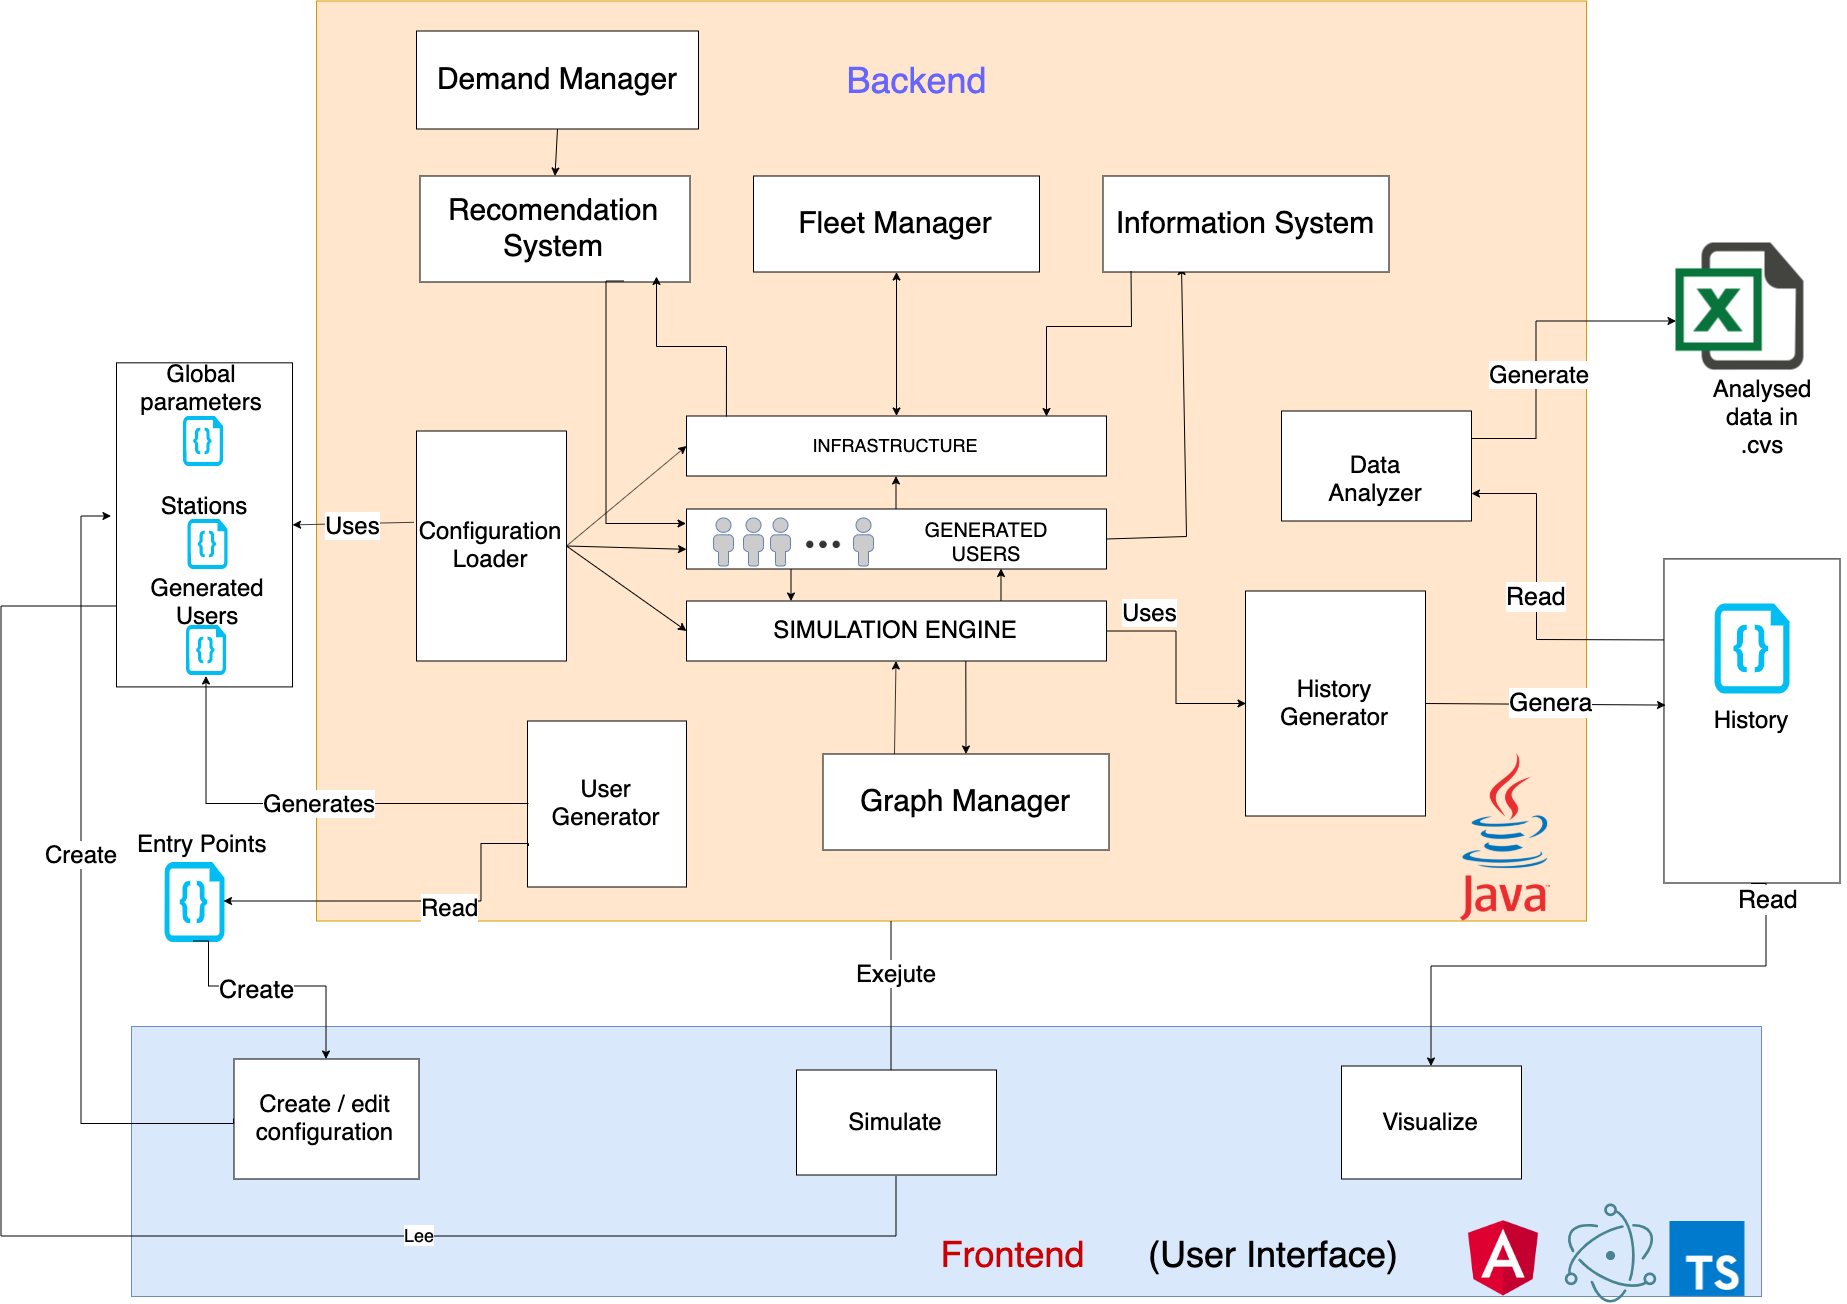 Demand Manager
Backend
Recomendation
System
Fleet Manager
Information System
Global
parameters
{}
Stations
{}
Generated
Users
{}
Uses
Configuration
Loader
INFRASTRUCTURE
GENERATED
USERS
SIMULATION ENGINE
Uses
Data
Analyzer
Generate
X
Analysed
data in
.cvs
Read
{}
History
History
Generator
Genera
User
Generator
Graph Manager
Generates
Create
Entry Points
{}
Read
Java™
Read
Create
Exejute
Create / edit
configuration
Simulate
Visualize
Lee
Frontend
(User Interface)
A
TS